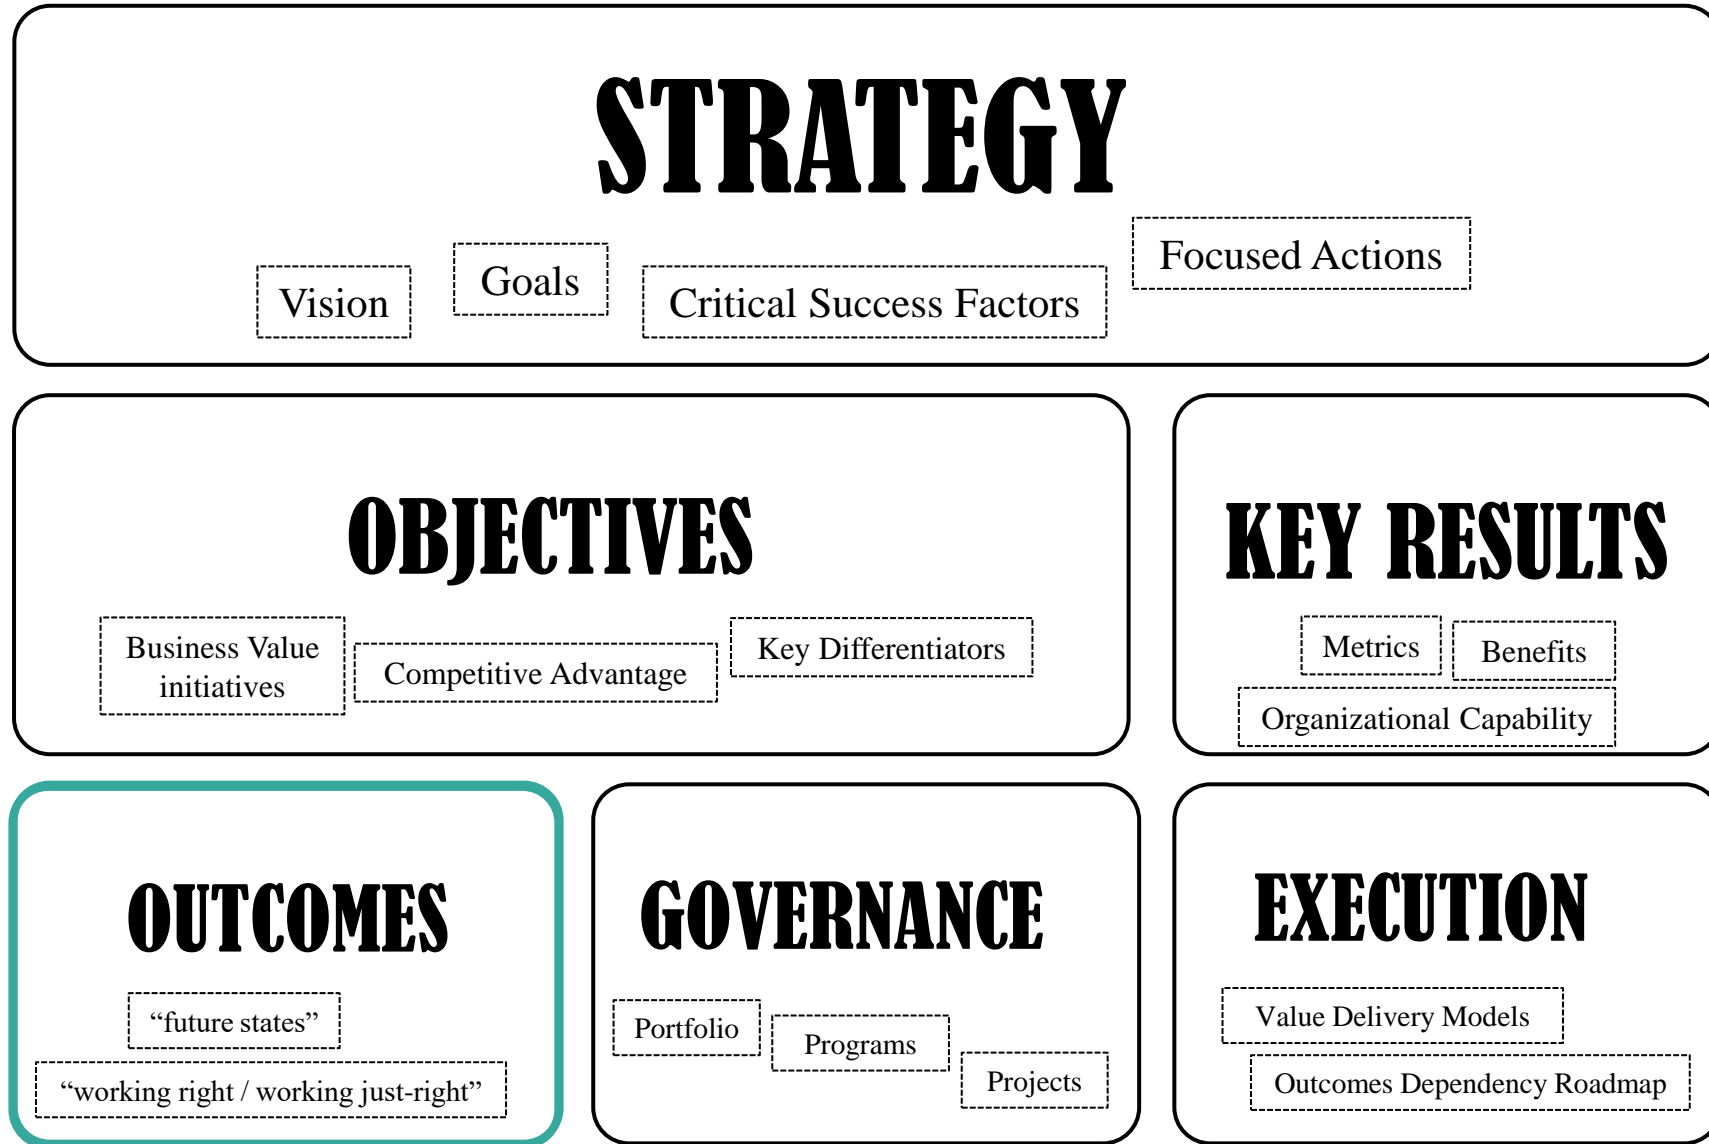 STRATEGY
Vision
Goals
Critical Success Factors
Focused Actions
OBJECTIVES
Business Value
initiatives
Competitive Advantage
Key Differentiators
KEY RESULTS
Metrics
Benefits
Organizational Capability
OUTCOMES
“future states”
“working right / working just-right”
GOVERNANCE
Portfolio
Programs
Projects
EXECUTION
Value Delivery Models
Outcomes Dependency Roadmap